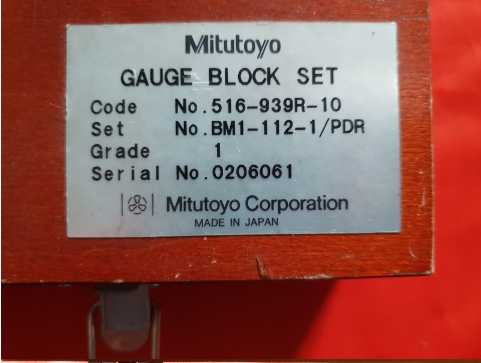 Mitutoyo
GAUGE BLOCK SET
Code No.516-939R-10
Set No.BM1-112-1/PDR
Grade 1
Serial No.0206061
Mitutoyo Corporation
MADE IN JAPAN